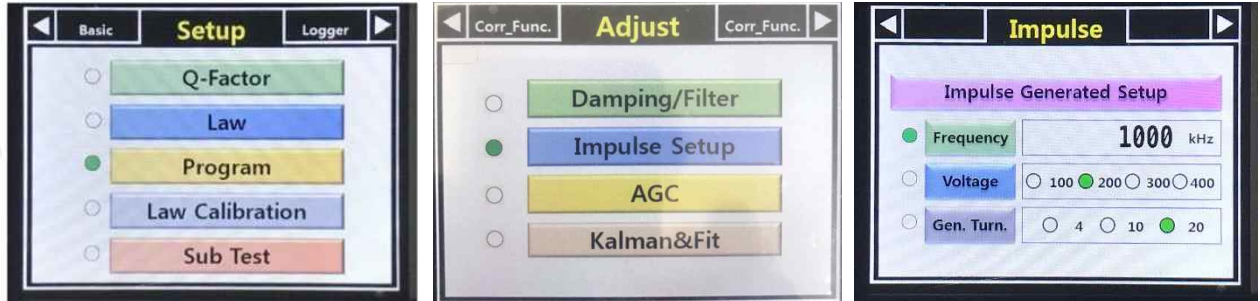 Basic Setup Logger
Q-Factor
Law
Program
Law Calibration
Sub Test
Corr_Func. Adjust Corr_Func.
Damping/Filter
Impulse Setup
AGC
Kalman&Fit
Impulse
Impulse Generated Setup
Frequency 1000 kHz
Voltage 100 200 300 400
Gen. Turn. 4 10 20